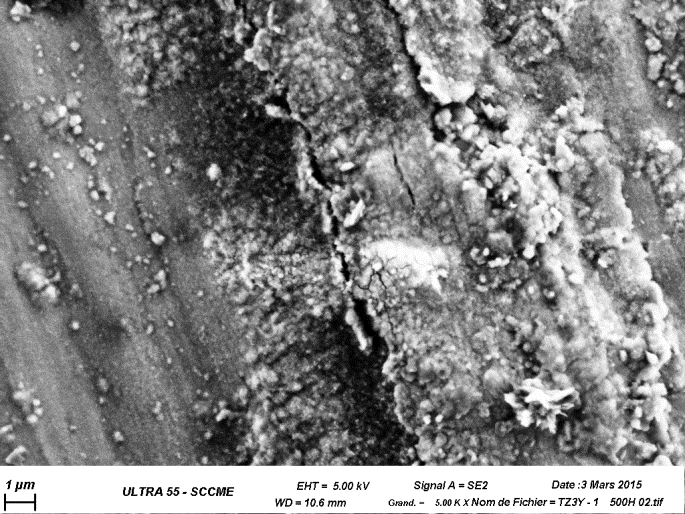 1 µm
ULTRA 55 - SCCME
EHT = 5.00 kV
Signal A = SE2
Date :3 Mars 2015
WD = 10.6 mm
Grand. = 5.00 K X Nom de Fichier = TZ3Y - 1 500H 02.tif